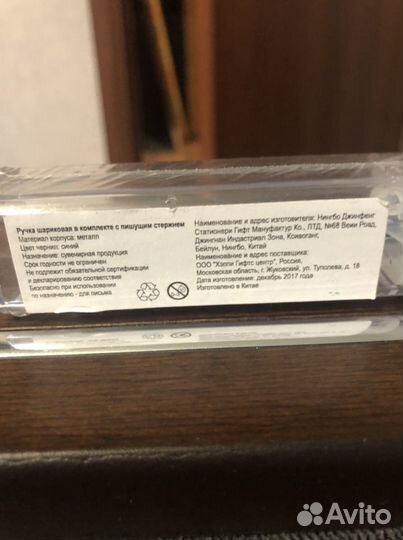 Ручка шариковая в комплекте с пишущим стержнем
Материал корпуса: металл
Цвет чернил: синий
Назначение: сувенирная продукция
Срок годности не ограничен
Не подлежит обязательной сертификации
и декларированию соответствия
Безопасно при использовании
по назначению - для письма
Наименование и адрес изготовителя: Нингбо Джинфенг
Стационери Гифт Мануфактур Ко., ЛТД, №68 Веии Роад,
Джингнан Индастриал Зона, Коивоганг,
Бейлун, Нингбо, Китай
Наименование и адрес поставщика:
ООО "Хэппи Гифтс центр", Россия,
Московская область, г. Жуковский, ул. Туполева, д. 18
Дата изготовления: декабрь 2017 года
Изготовлено в Китае
Avito